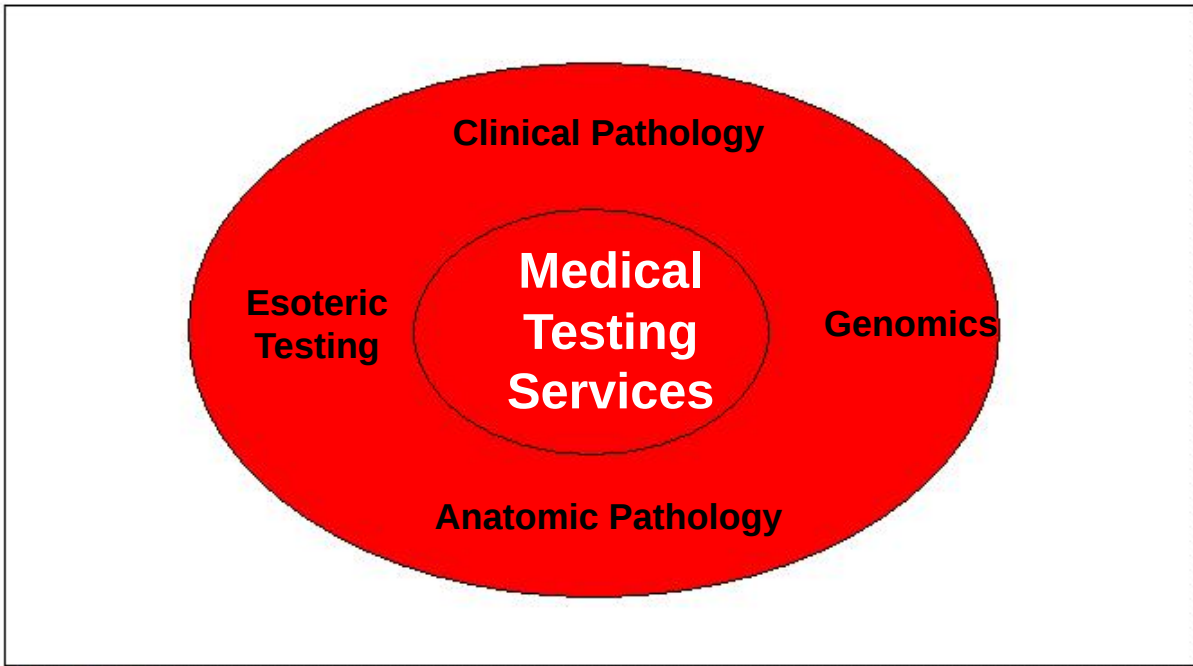 Clinical Pathology
Esoteric
Testing
Medical
Testing
Services
Genomics
Anatomic Pathology